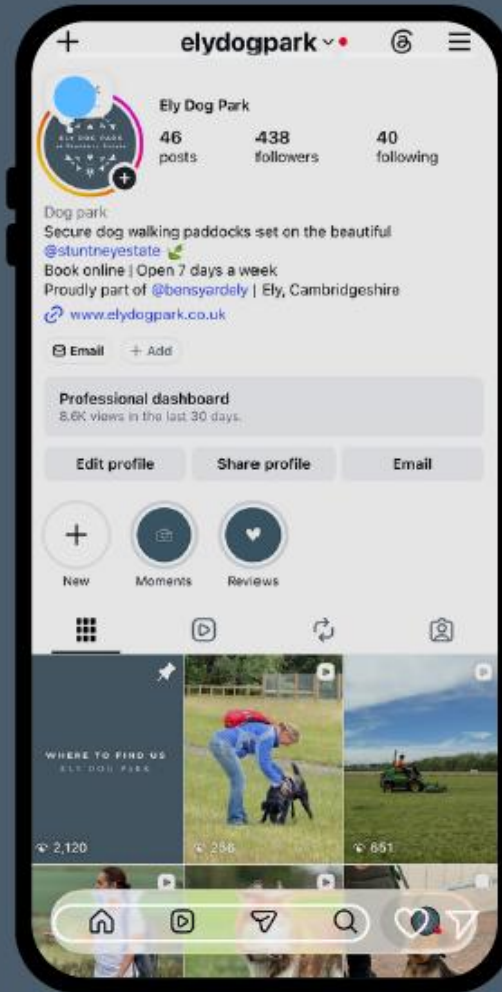 elydogpark
Ely Dog Park
46 438 40
posts followers following
ELY DOG PARK
Dog park
Secure dog walking paddocks set on the beautiful
@stuntneyestate
Book online | Open 7 days a week
Proudly part of @bensyardely | Ely, Cambridgeshire
www.elydogpark.co.uk
Email + Add
Professional dashboard
8.6K views in the last 30 days.
Edit profile Share profile Email
New Moments Reviews
WHERE TO FIND US
ELY DOG PARK
2,120 256 651